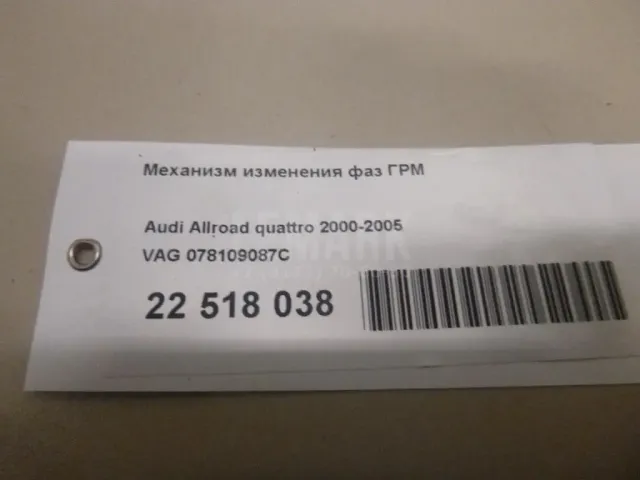 Механизм изменения фаз ГРМ
Audi Allroad quattro 2000-2005
VAG 078109087C
22 518 038